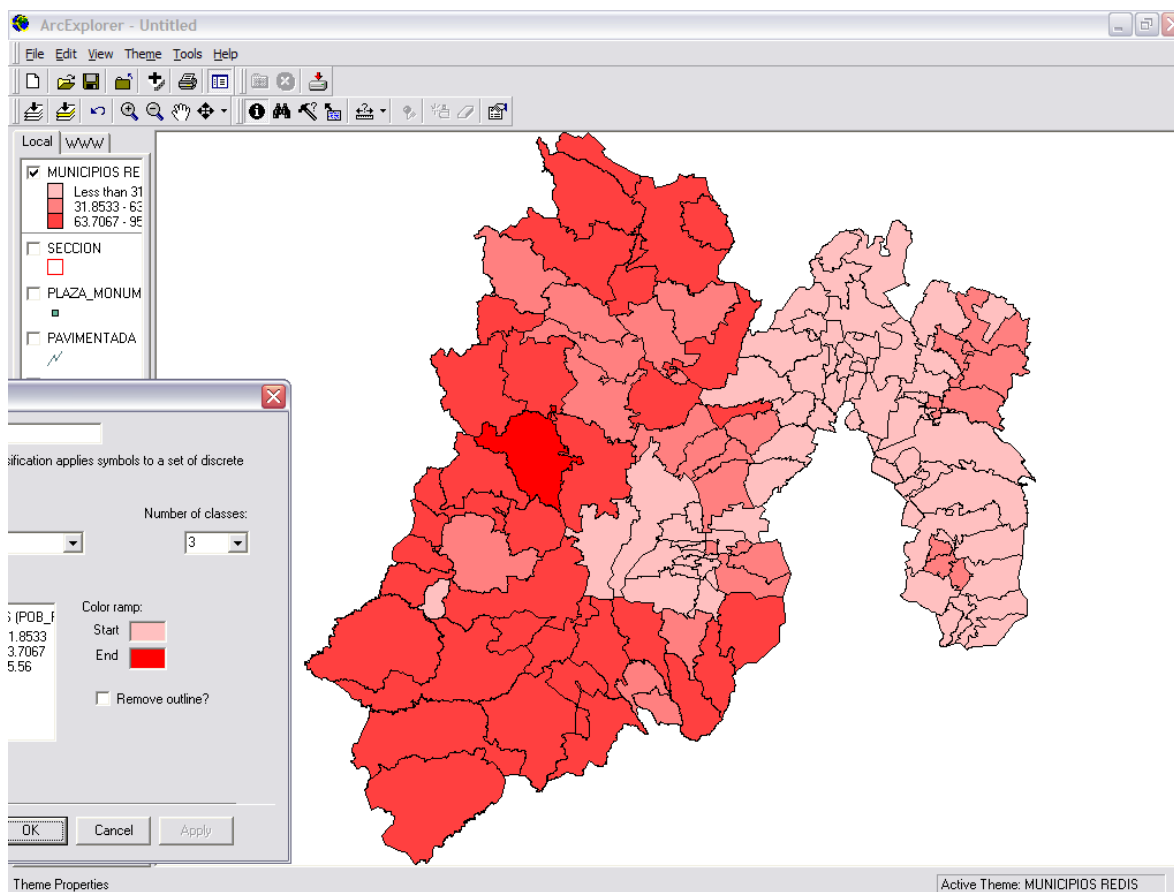 ArcExplorer - Untitled
File Edit View Theme Tools Help
Local WWW
MUNICIPIOS RE
Less than 31
31.8533 - 63
63.7067 - 95
SECCION
PLAZA_MONUM
PAVIMENTADA
sification applies symbols to a set of discrete
Number of classes:
3
S (POB_F
1.8533
3.7067
5.56
Color ramp:
Start
End
Remove outline?
OK Cancel Apply
Theme Properties Active Theme: MUNICIPIOS REDIS